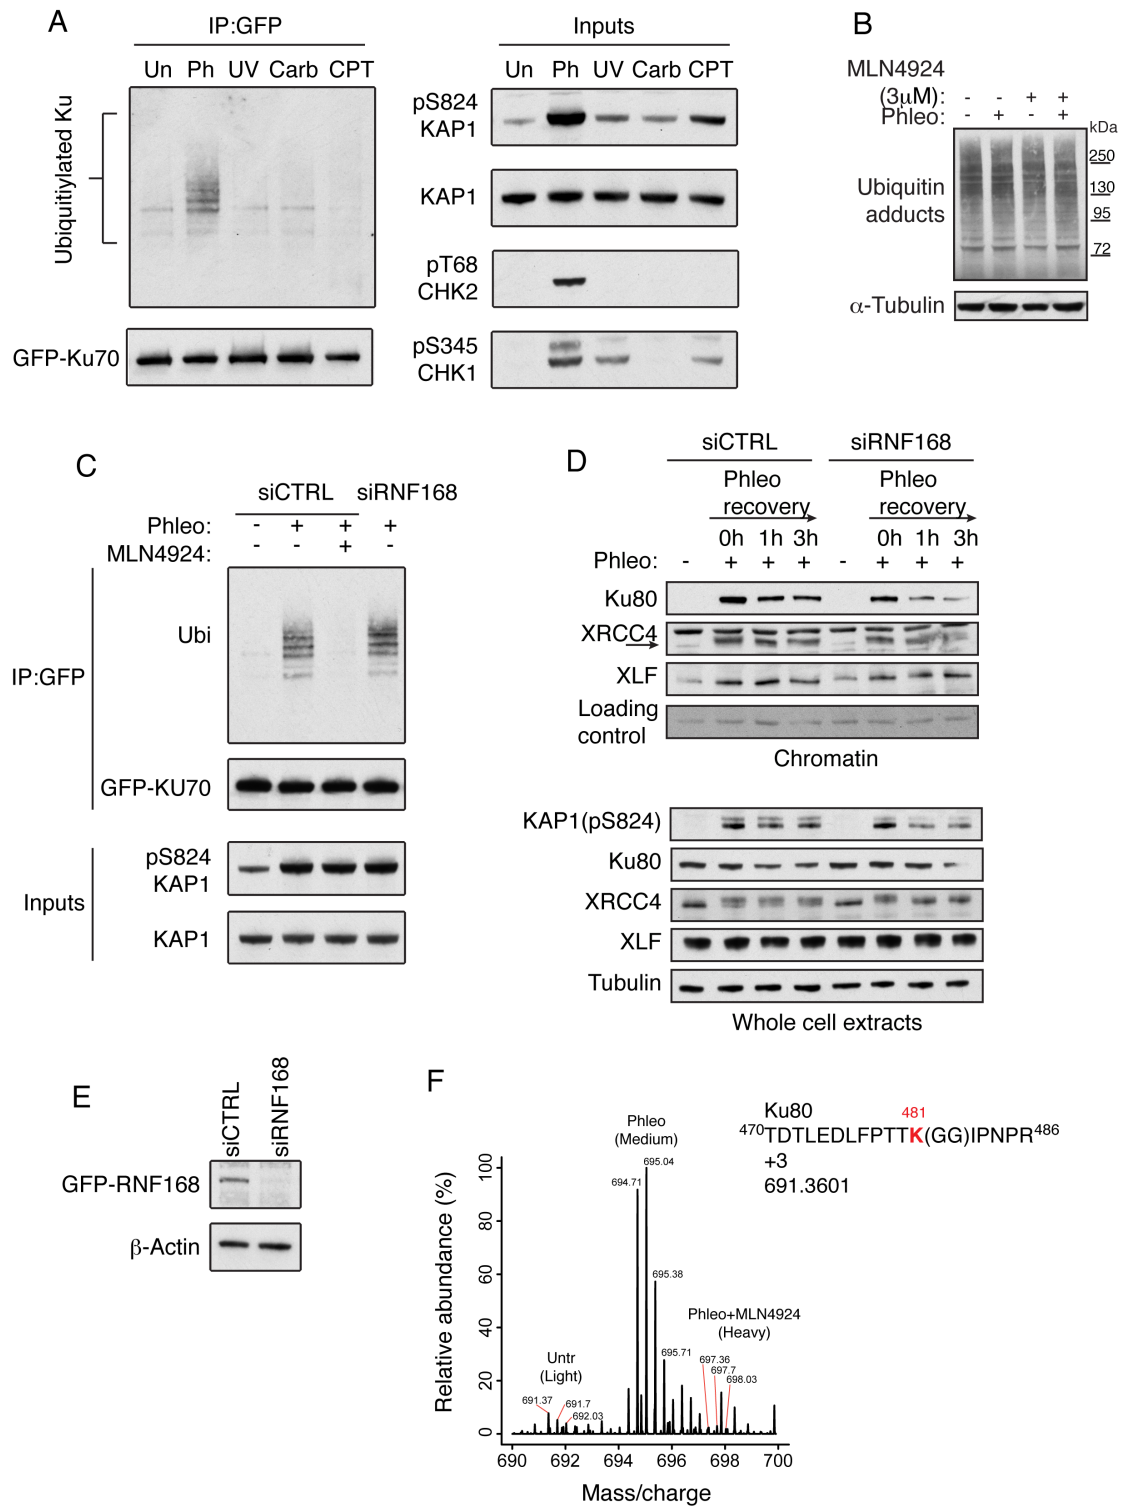 A
IP:GFP
Un Ph UV Carb CPT
Ubiquitiylated Ku
GFP-Ku70
Inputs
Un Ph UV Carb CPT
pS824
KAP1
KAP1
pT68
CHK2
pS345
CHK1
B
MLN4924
(3µM): - - + +
Phleo: - + - +
kDa
250
130
95
72
Ubiquitin
adducts
α-Tubulin
C
siCTRL siRNF168
Phleo: - + + +
MLN4924: - - + -
IP:GFP
Ubi
GFP-KU70
Inputs
pS824
KAP1
KAP1
D
siCTRL siRNF168
Phleo Phleo
recovery recovery
0h 1h 3h 0h 1h 3h
Phleo: - + + + - + + +
Ku80
XRCC4
XLF
Loading
control
Chromatin
KAP1(pS824)
Ku80
XRCC4
XLF
Tubulin
Whole cell extracts
E
siCTRL
siRNF168
GFP-RNF168
β-Actin
F
Ku80
481
470TDTLEDLFPTTK(GG)IPNPR486
+3
691.3601
Phleo
(Medium)
695.04
694.71
695.38
695.71
Phleo+MLN4924
(Heavy)
697.36
697.7
698.03
Untr
(Light)
691.37
691.7
692.03
Relative abundance (%)
100
80
60
40
20
0
690 692 694 696 698 700
Mass/charge